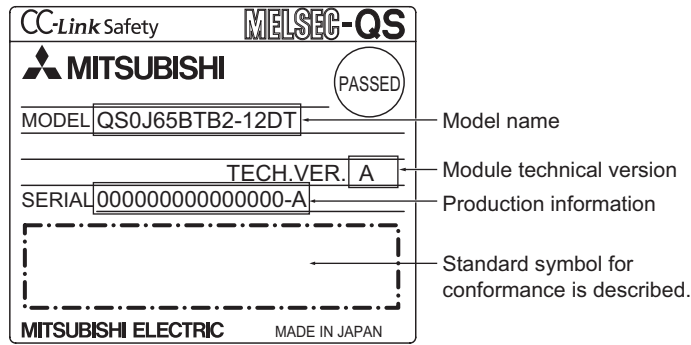 CC-Link Safety MELSEC-QS
MITSUBISHI
PASSED
MODEL QS0J65BTB2-12DT
Model name
TECH.VER. A
Module technical version
SERIAL 000000000000000-A
Production information
Standard symbol for
conformance is described.
MITSUBISHI ELECTRIC MADE IN JAPAN